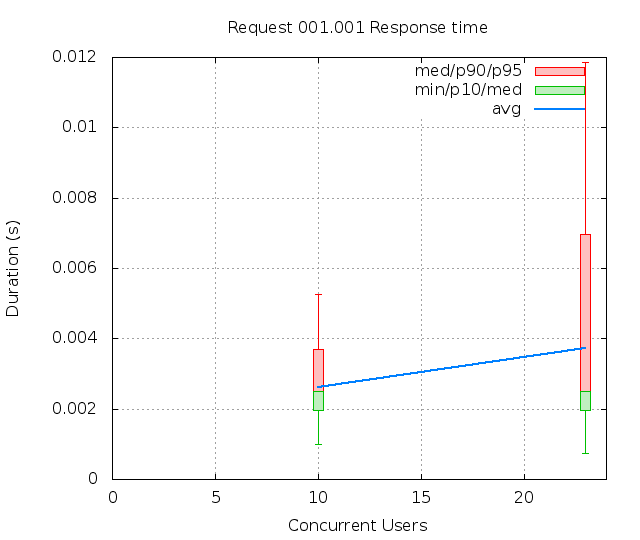 Request 001.001 Response time
med/p90/p95
min/p10/med
avg
0.012
0.01
0.008
0.006
0.004
0.002
0
Duration (s)
0 5 10 15 20
Concurrent Users